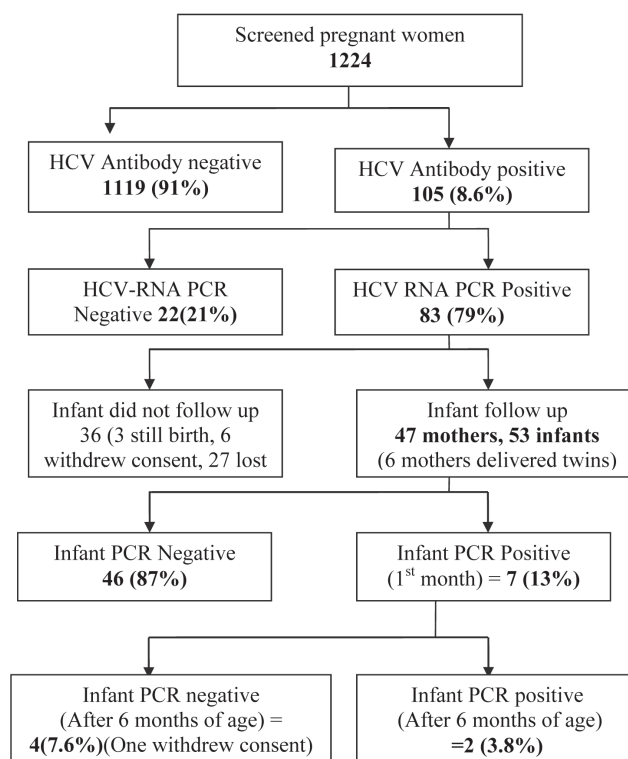 Screened pregnant women
1224
HCV Antibody negative
1119 (91%)
HCV Antibody positive
105 (8.6%)
HCV-RNA PCR
Negative 22(21%)
HCV RNA PCR Positive
83 (79%)
Infant did not follow up
36 (3 still birth, 6
withdrew consent, 27 lost
Infant follow up
47 mothers, 53 infants
(6 mothers delivered twins)
Infant PCR Negative
46 (87%)
Infant PCR Positive
(1st month) = 7 (13%)
Infant PCR negative
(After 6 months of age) =
4(7.6%)(One withdrew consent)
Infant PCR positive
(After 6 months of age)
=2 (3.8%)